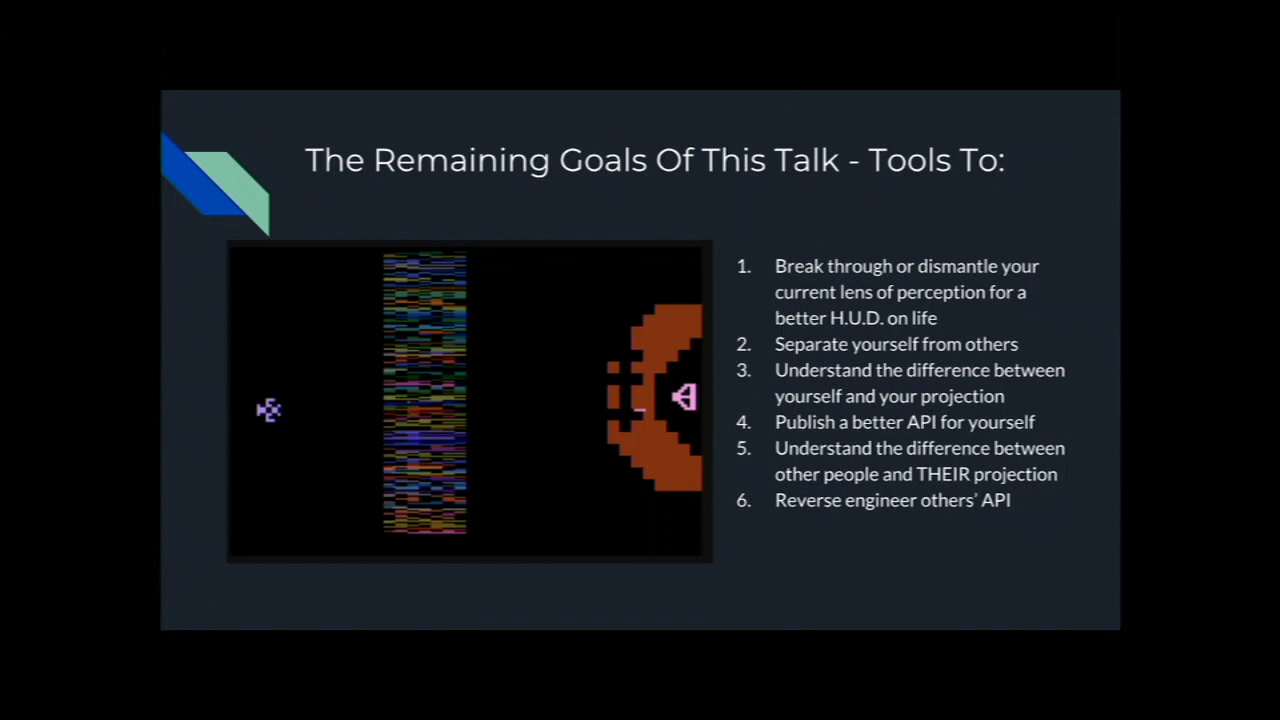 The Remaining Goals Of This Talk - Tools To:
1. Break through or dismantle your
current lens of perception for a
better H.U.D. on life
2. Separate yourself from others
3. Understand the difference between
yourself and your projection
4. Publish a better API for yourself
5. Understand the difference between
other people and THEIR projection
6. Reverse engineer others' API